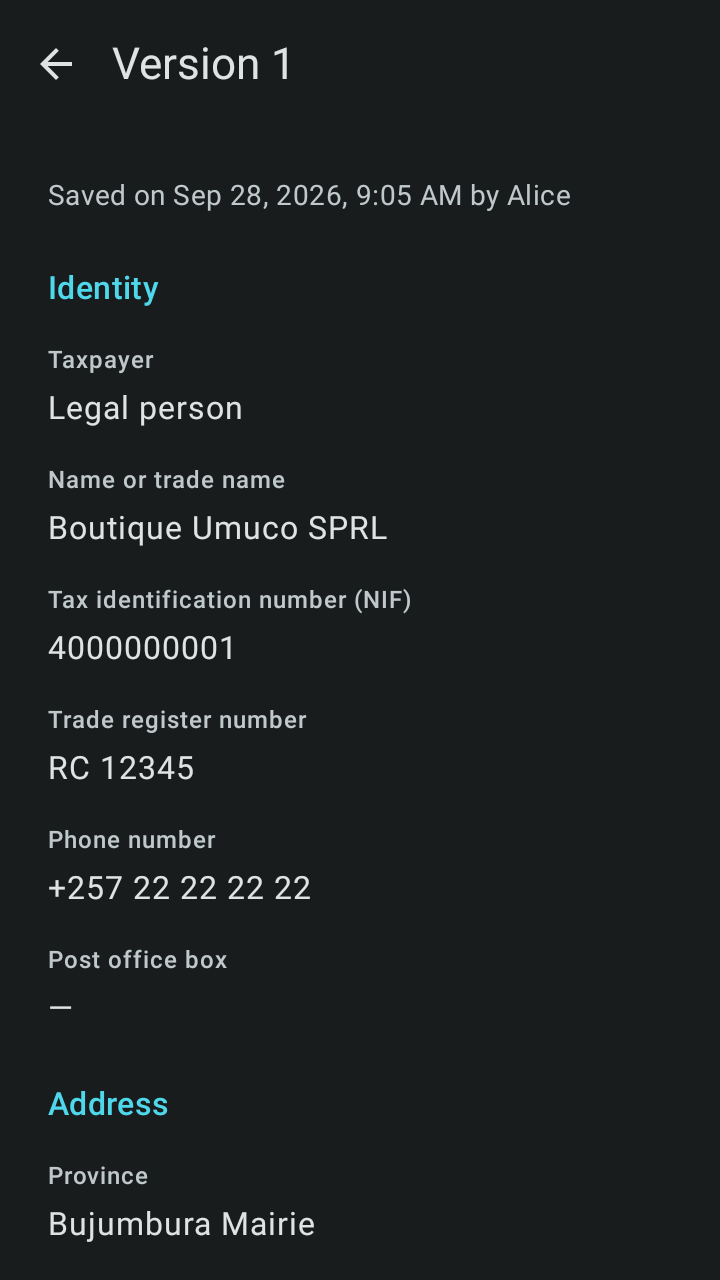 Version 1
Saved on Sep 28, 2026, 9:05 AM by Alice
Identity
Taxpayer
Legal person
Name or trade name
Boutique Umuco SPRL
Tax identification number (NIF)
4000000001
Trade register number
RC 12345
Phone number
+257 22 22 22 22
Post office box
—
Address
Province
Bujumbura Mairie